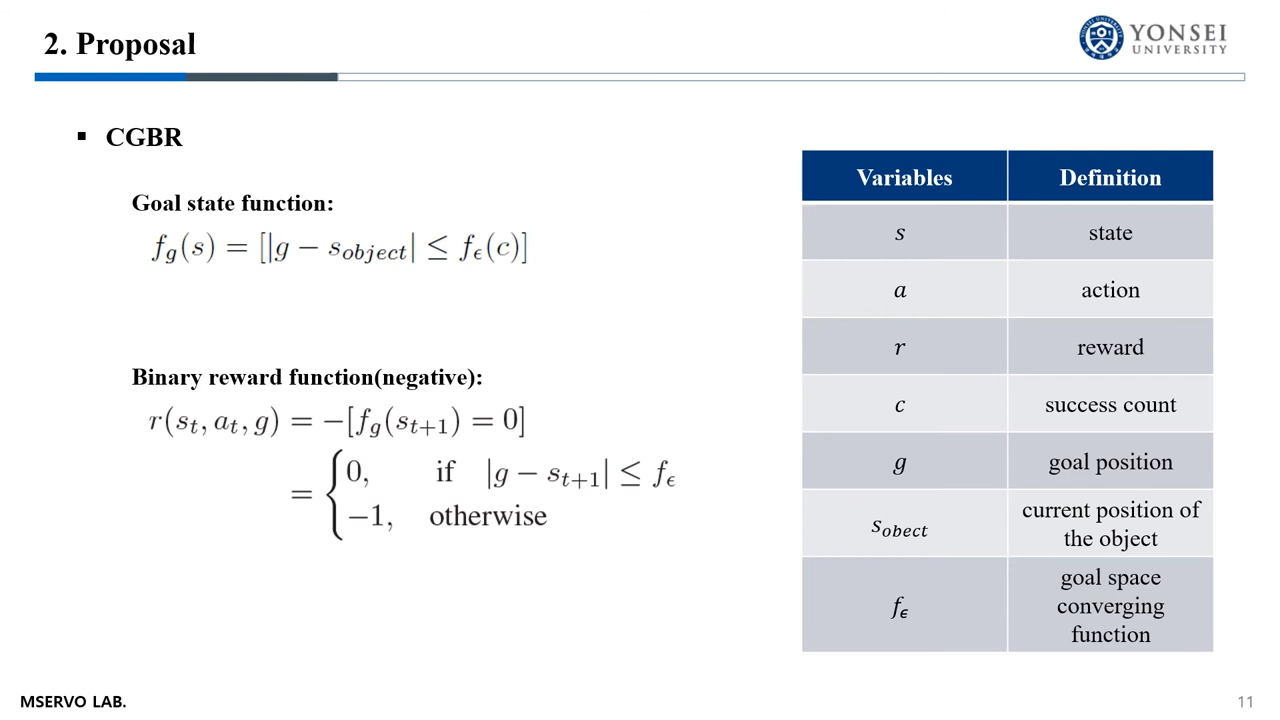 2. Proposal
YONSEI
UNIVERSITY
▪ CGBR
Goal state function:
f_g(s) = [|g − s_object| ≤ f_ϵ(c)]
Binary reward function(negative):
r(s_t, a_t, g) = −[f_g(s_{t+1}) = 0]
= { 0, if |g − s_{t+1}| ≤ f_ϵ
−1, otherwise
Variables Definition
s state
a action
r reward
c success count
g goal position
s_obect current position of
the object
f_ϵ goal space
converging
function
MSERVO LAB.
11